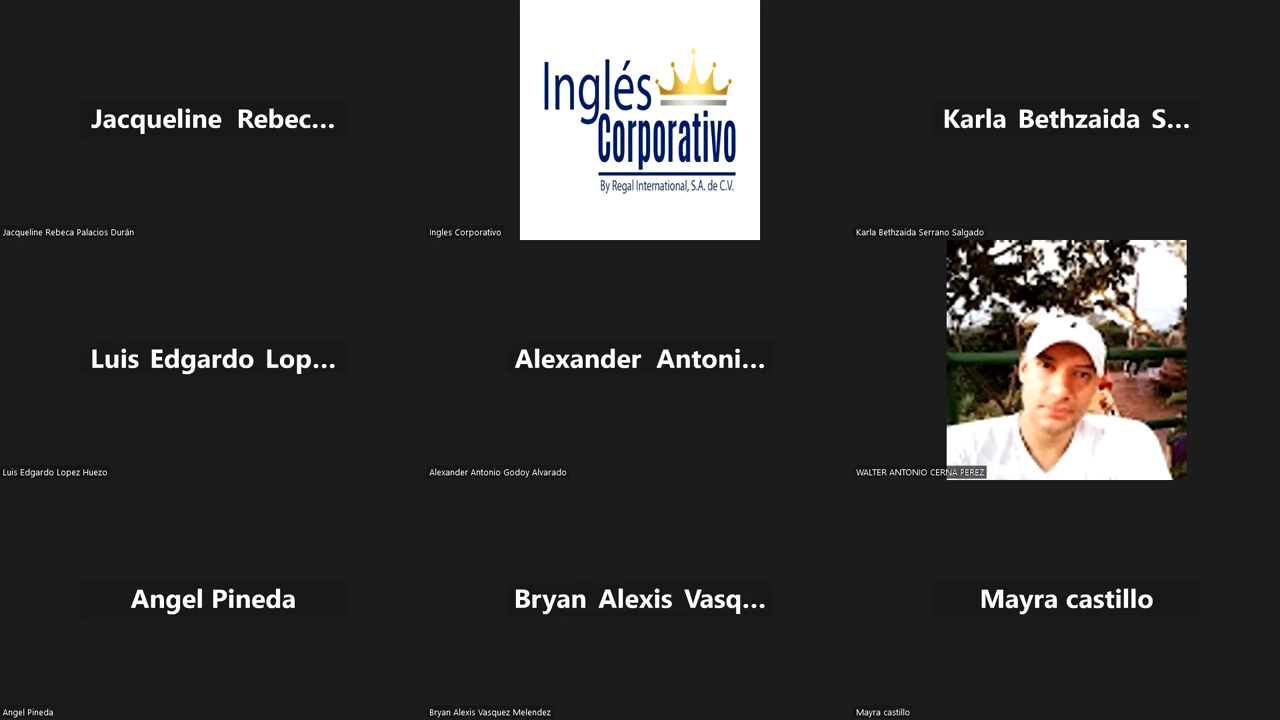 Jacqueline Rebec...
Jacqueline Rebeca Palacios Durán
Inglés
Corporativo
By Regal International, S.A. de C.V.
Ingles Corporativo
Karla Bethzaida S...
Karla Bethzaida Serrano Salgado
Luis Edgardo Lop...
Luis Edgardo Lopez Huezo
Alexander Antoni...
Alexander Antonio Godoy Alvarado
WALTER ANTONIO CERNA PEREZ
Angel Pineda
Angel Pineda
Bryan Alexis Vasq...
Bryan Alexis Vasquez Melendez
Mayra castillo
Mayra castillo